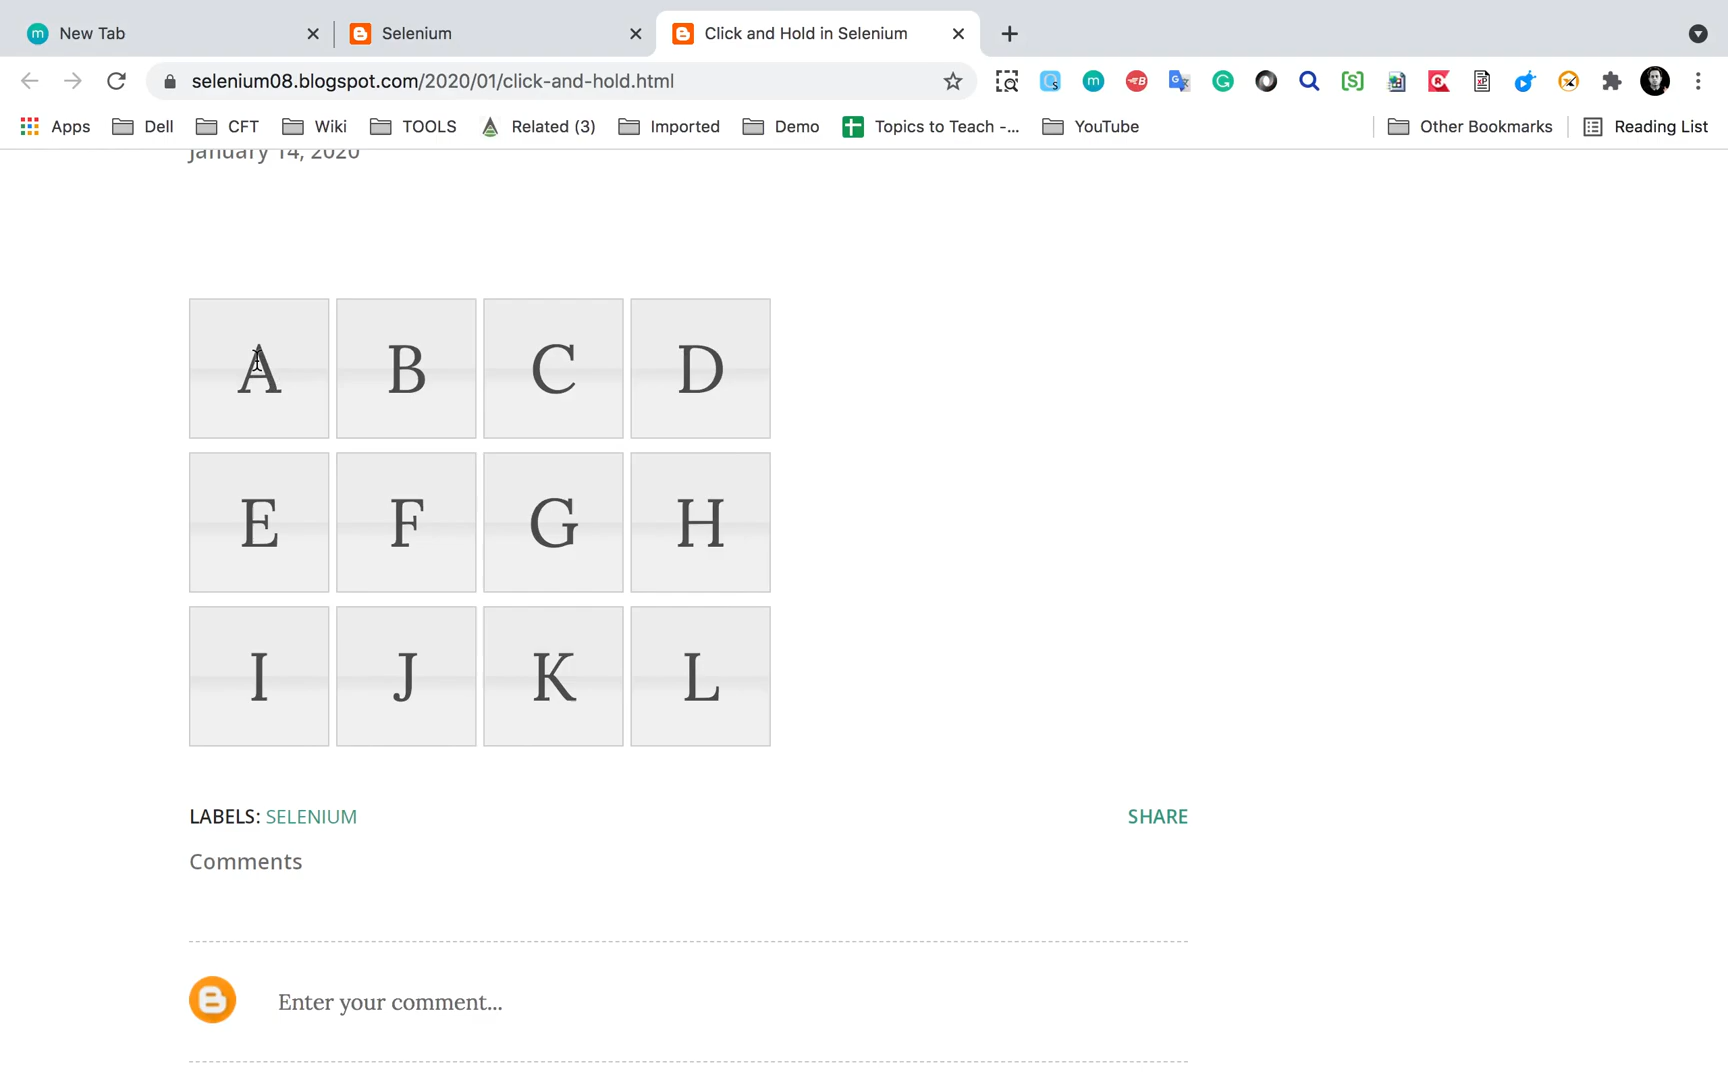 New Tab
Selenium
Click and Hold in Selenium
selenium08.blogspot.com/2020/01/click-and-hold.html
Apps
Dell
CFT
Wiki
TOOLS
Related (3)
Imported
Demo
Topics to Teach -...
YouTube
Other Bookmarks
Reading List
January 14, 2020
A B C D
E F G H
I J K L
LABELS: SELENIUM
SHARE
Comments
Enter your comment...